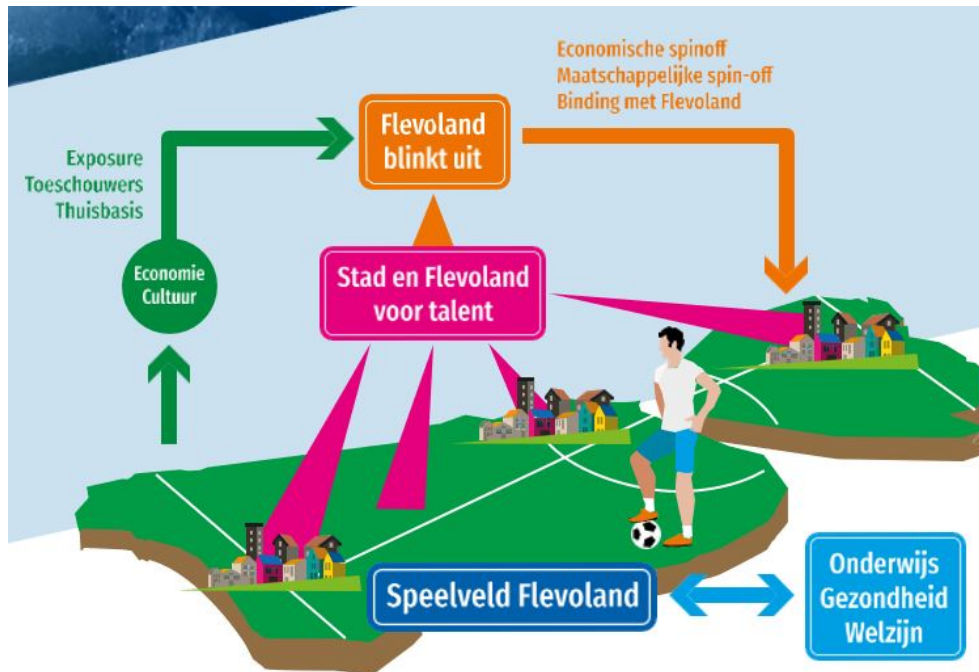 Economische spinoff
Maatschappelijke spin-off
Binding met Flevoland
Flevoland
blinkt uit
Exposure
Toeschouwers
Thuisbasis
Economie
Cultuur
Stad en Flevoland
voor talent
Speelveld Flevoland
Onderwijs
Gezondheid
Welzijn